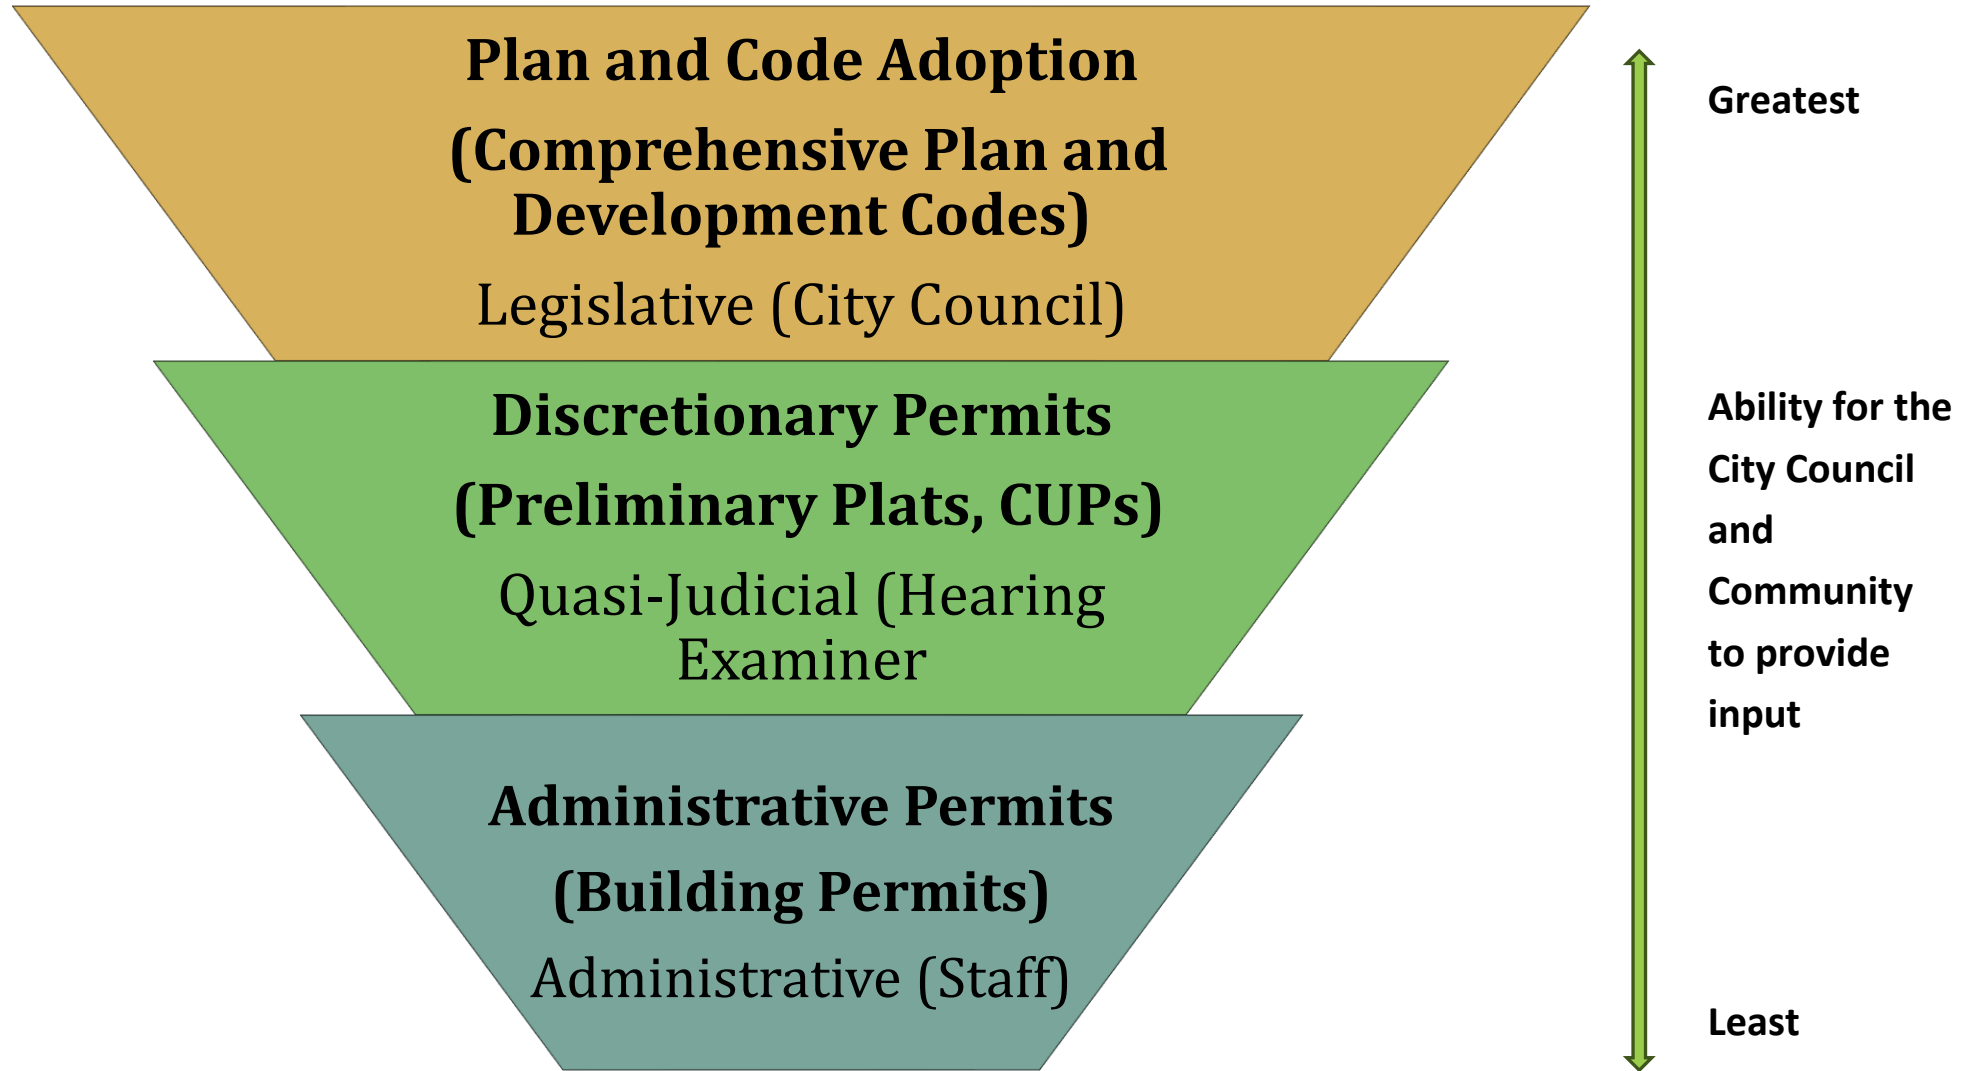 Plan and Code Adoption
(Comprehensive Plan and
Development Codes)
Legislative (City Council)
Discretionary Permits
(Preliminary Plats, CUPs)
Quasi-Judicial (Hearing
Examiner
Administrative Permits
(Building Permits)
Administrative (Staff)
Greatest
Ability for the
City Council
and
Community
to provide
input
Least